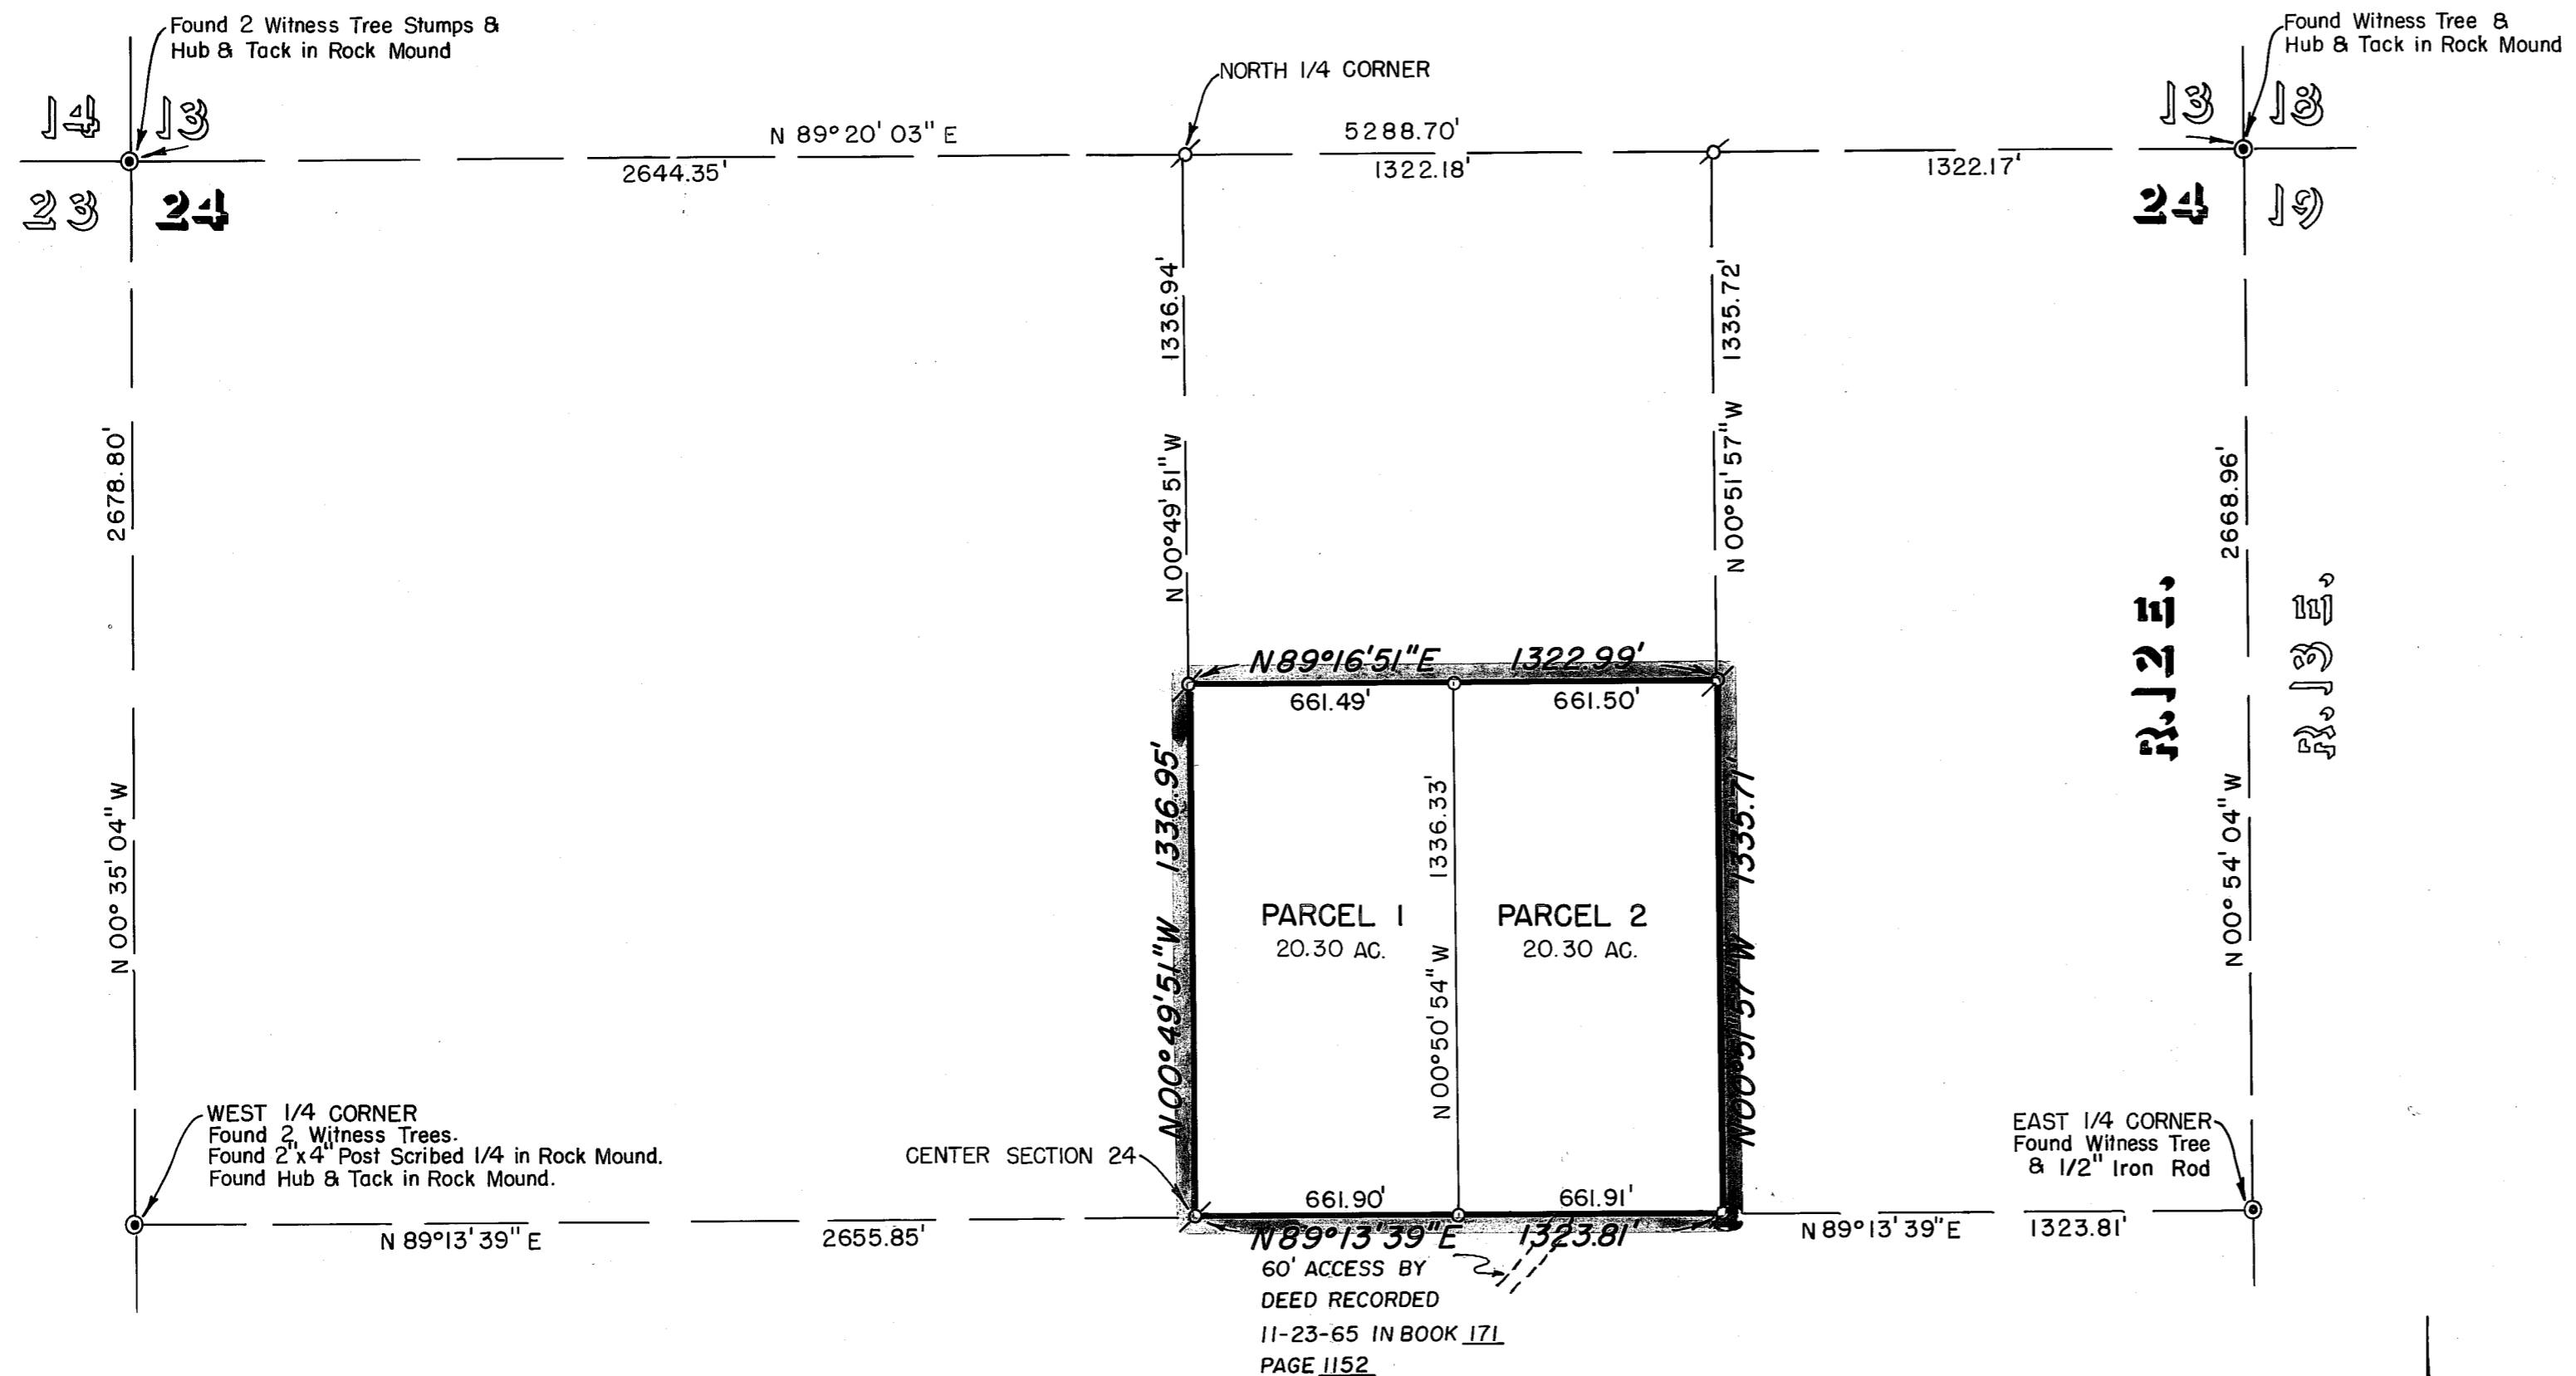 Found 2 Witness Tree Stumps &
Hub & Tack in Rock Mound
Found Witness Tree &
Hub & Tack in Rock Mound
NORTH 1/4 CORNER
14 13
13 18
N 89° 20' 03" E
5288.70'
2644.35'
1322.18'
1322.17'
23 24
24 19
1336.94'
1335.72'
2678.80'
N 00° 49' 51" W
N 00° 51' 57" W
2668.96'
R. 12 E.
R. 13 E.
N 89° 16' 51" E 1322.99'
661.49'
661.50'
N 00° 35' 04" W
N 00° 49' 51" W 1336.95'
1336.33'
N 00° 50' 54" W
N 00° 51' 57" W 1335.71'
N 00° 54' 04" W
PARCEL 1
20.30 AC.
PARCEL 2
20.30 AC.
WEST 1/4 CORNER
Found 2 Witness Trees.
Found 2"x4" Post Scribed 1/4 in Rock Mound.
Found Hub & Tack in Rock Mound.
CENTER SECTION 24
EAST 1/4 CORNER
Found Witness Tree
& 1/2" Iron Rod
661.90'
661.91'
N 89° 13' 39" E
2655.85'
N 89° 13' 39" E 1323.81'
N 89° 13' 39" E
1323.81'
60' ACCESS BY
DEED RECORDED
11-23-65 IN BOOK 171
PAGE 1152